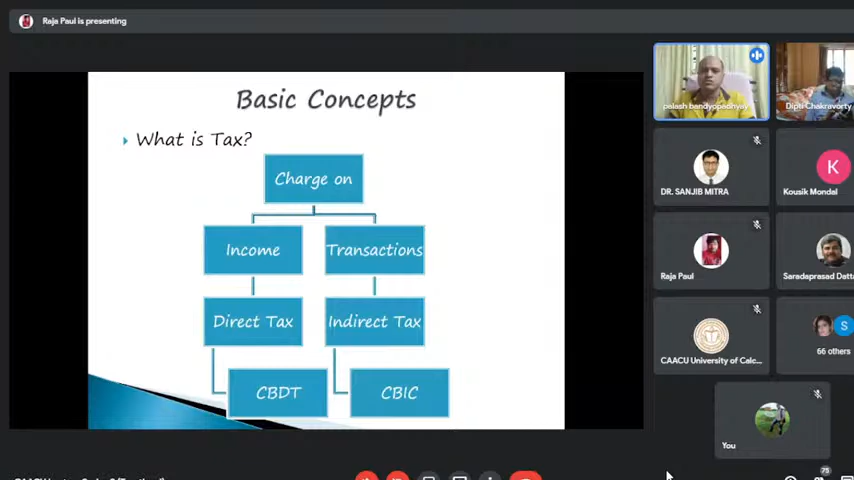 Raja Paul is presenting
Basic Concepts
What is Tax?
Charge on
Income
Transactions
Direct Tax
Indirect Tax
CBDT
CBIC
palash bandyopadhyay
Dipti Chakravorty
DR. SANJIB MITRA
K
Kousik Mondal
Raja Paul
Saradaprasad Datta
CAACU University of Calc...
S
66 others
You
75